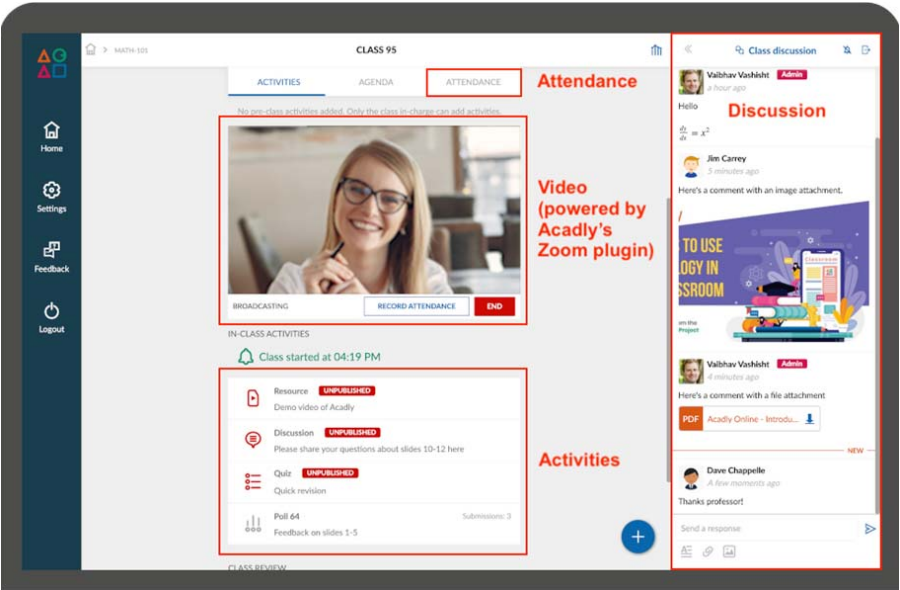 MATH-101
CLASS 95
ACTIVITIES
AGENDA
ATTENDANCE
Attendance
No pre-class activities added. Only the class in-charge can add activities.
Home
Settings
Feedback
Logout
Video
(powered by
Acadly's
Zoom plugin)
BROADCASTING
RECORD ATTENDANCE
END
IN-CLASS ACTIVITIES
Class started at 04:19 PM
Resource UNPUBLISHED
Demo video of Acadly
Discussion UNPUBLISHED
Please share your questions about slides 10-12 here
Quiz UNPUBLISHED
Quick revision
Poll 64 Submissions: 3
Feedback on slides 1-5
Activities
CLASS REVIEW
Class discussion
Vaibhav Vashisht Admin
a hour ago
Hello
Discussion
Jim Carrey
5 minutes ago
Here's a comment with an image attachment.
TO USE
OGY IN
SSROOM
Classroom
om the
Project
Vaibhav Vashisht Admin
4 minutes ago
Here's a comment with a file attachment
PDF Acadly Online - Introdu...
NEW
Dave Chappelle
A few moments ago
Thanks professor!
Send a response